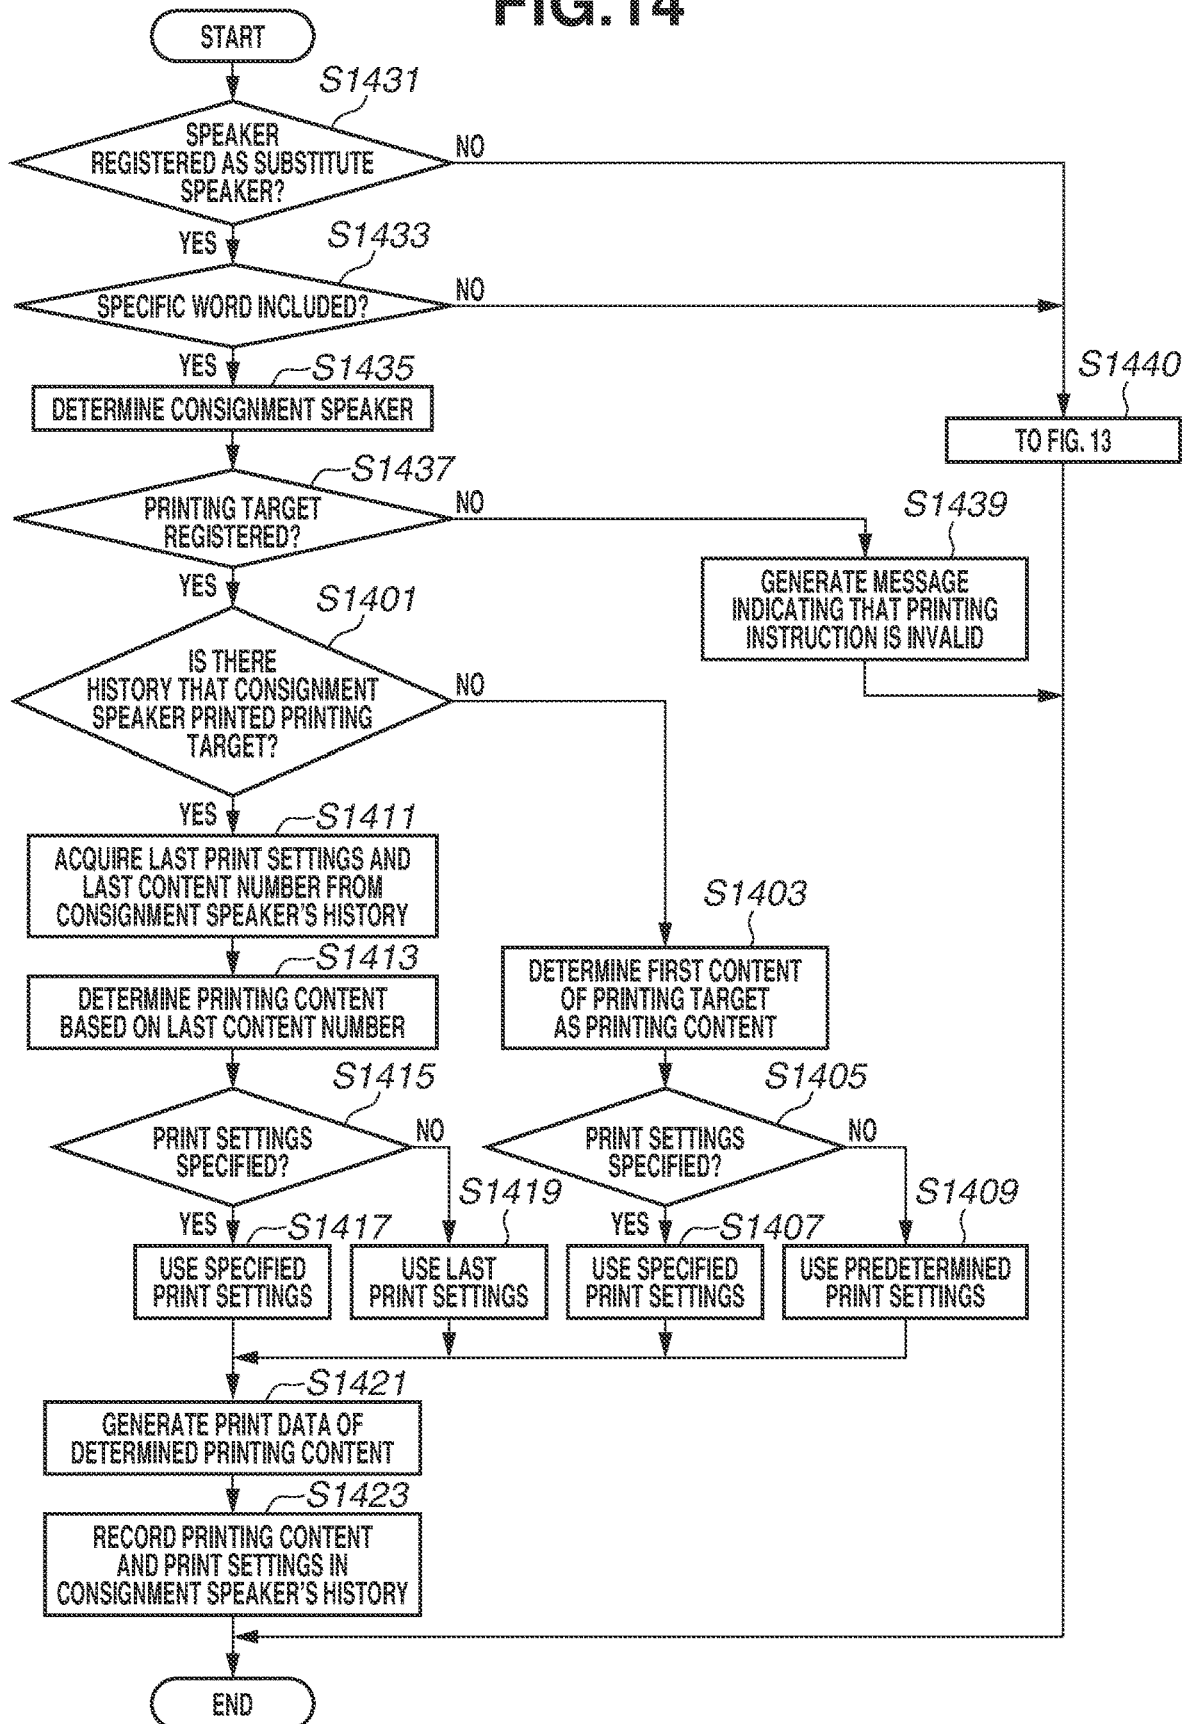 FIG.14
START
S1431
SPEAKER
REGISTERED AS SUBSTITUTE
SPEAKER?
NO
YES
S1433
SPECIFIC WORD INCLUDED?
NO
YES
S1435
DETERMINE CONSIGNMENT SPEAKER
S1440
TO FIG. 13
S1437
PRINTING TARGET
REGISTERED?
NO
YES
S1439
GENERATE MESSAGE
INDICATING THAT PRINTING
INSTRUCTION IS INVALID
S1401
IS THERE
HISTORY THAT CONSIGNMENT
SPEAKER PRINTED PRINTING
TARGET?
NO
YES
S1411
ACQUIRE LAST PRINT SETTINGS AND
LAST CONTENT NUMBER FROM
CONSIGNMENT SPEAKER'S HISTORY
S1403
DETERMINE FIRST CONTENT
OF PRINTING TARGET
AS PRINTING CONTENT
S1413
DETERMINE PRINTING CONTENT
BASED ON LAST CONTENT NUMBER
S1415
PRINT SETTINGS
SPECIFIED?
NO
YES
S1405
PRINT SETTINGS
SPECIFIED?
NO
YES
S1417
USE SPECIFIED
PRINT SETTINGS
S1419
USE LAST
PRINT SETTINGS
S1407
USE SPECIFIED
PRINT SETTINGS
S1409
USE PREDETERMINED
PRINT SETTINGS
S1421
GENERATE PRINT DATA OF
DETERMINED PRINTING CONTENT
S1423
RECORD PRINTING CONTENT
AND PRINT SETTINGS IN
CONSIGNMENT SPEAKER'S HISTORY
END